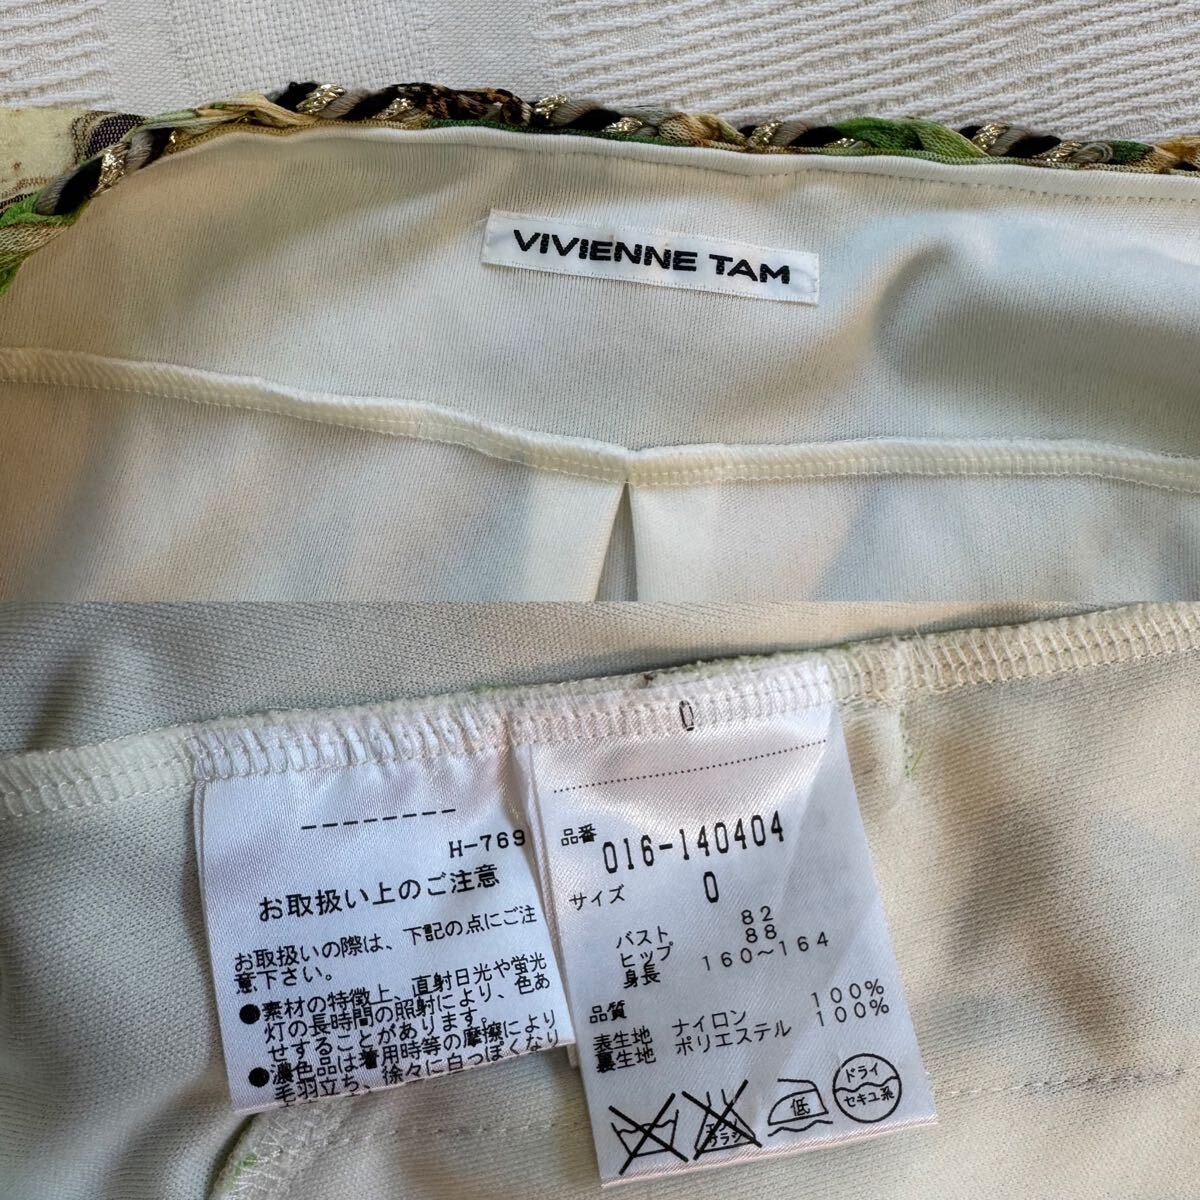 VIVIENNE TAM
H-769
お取扱い上のご注意
お取扱いの際は、下記の点にご注
意下さい。
●素材の特徴上、直射日光や蛍光
灯の長時間の照射により、色あ
せすることがあります。
●濃色品は着用時等の摩擦により
毛羽立ち、徐々に白っぽくなり
0
品番 016-140404
サイズ 0
バスト 82
ヒップ 88
身長 160~164
品質
表生地 ナイロン 100%
裏生地 ポリエステル 100%
低
ドライ
セキユ系